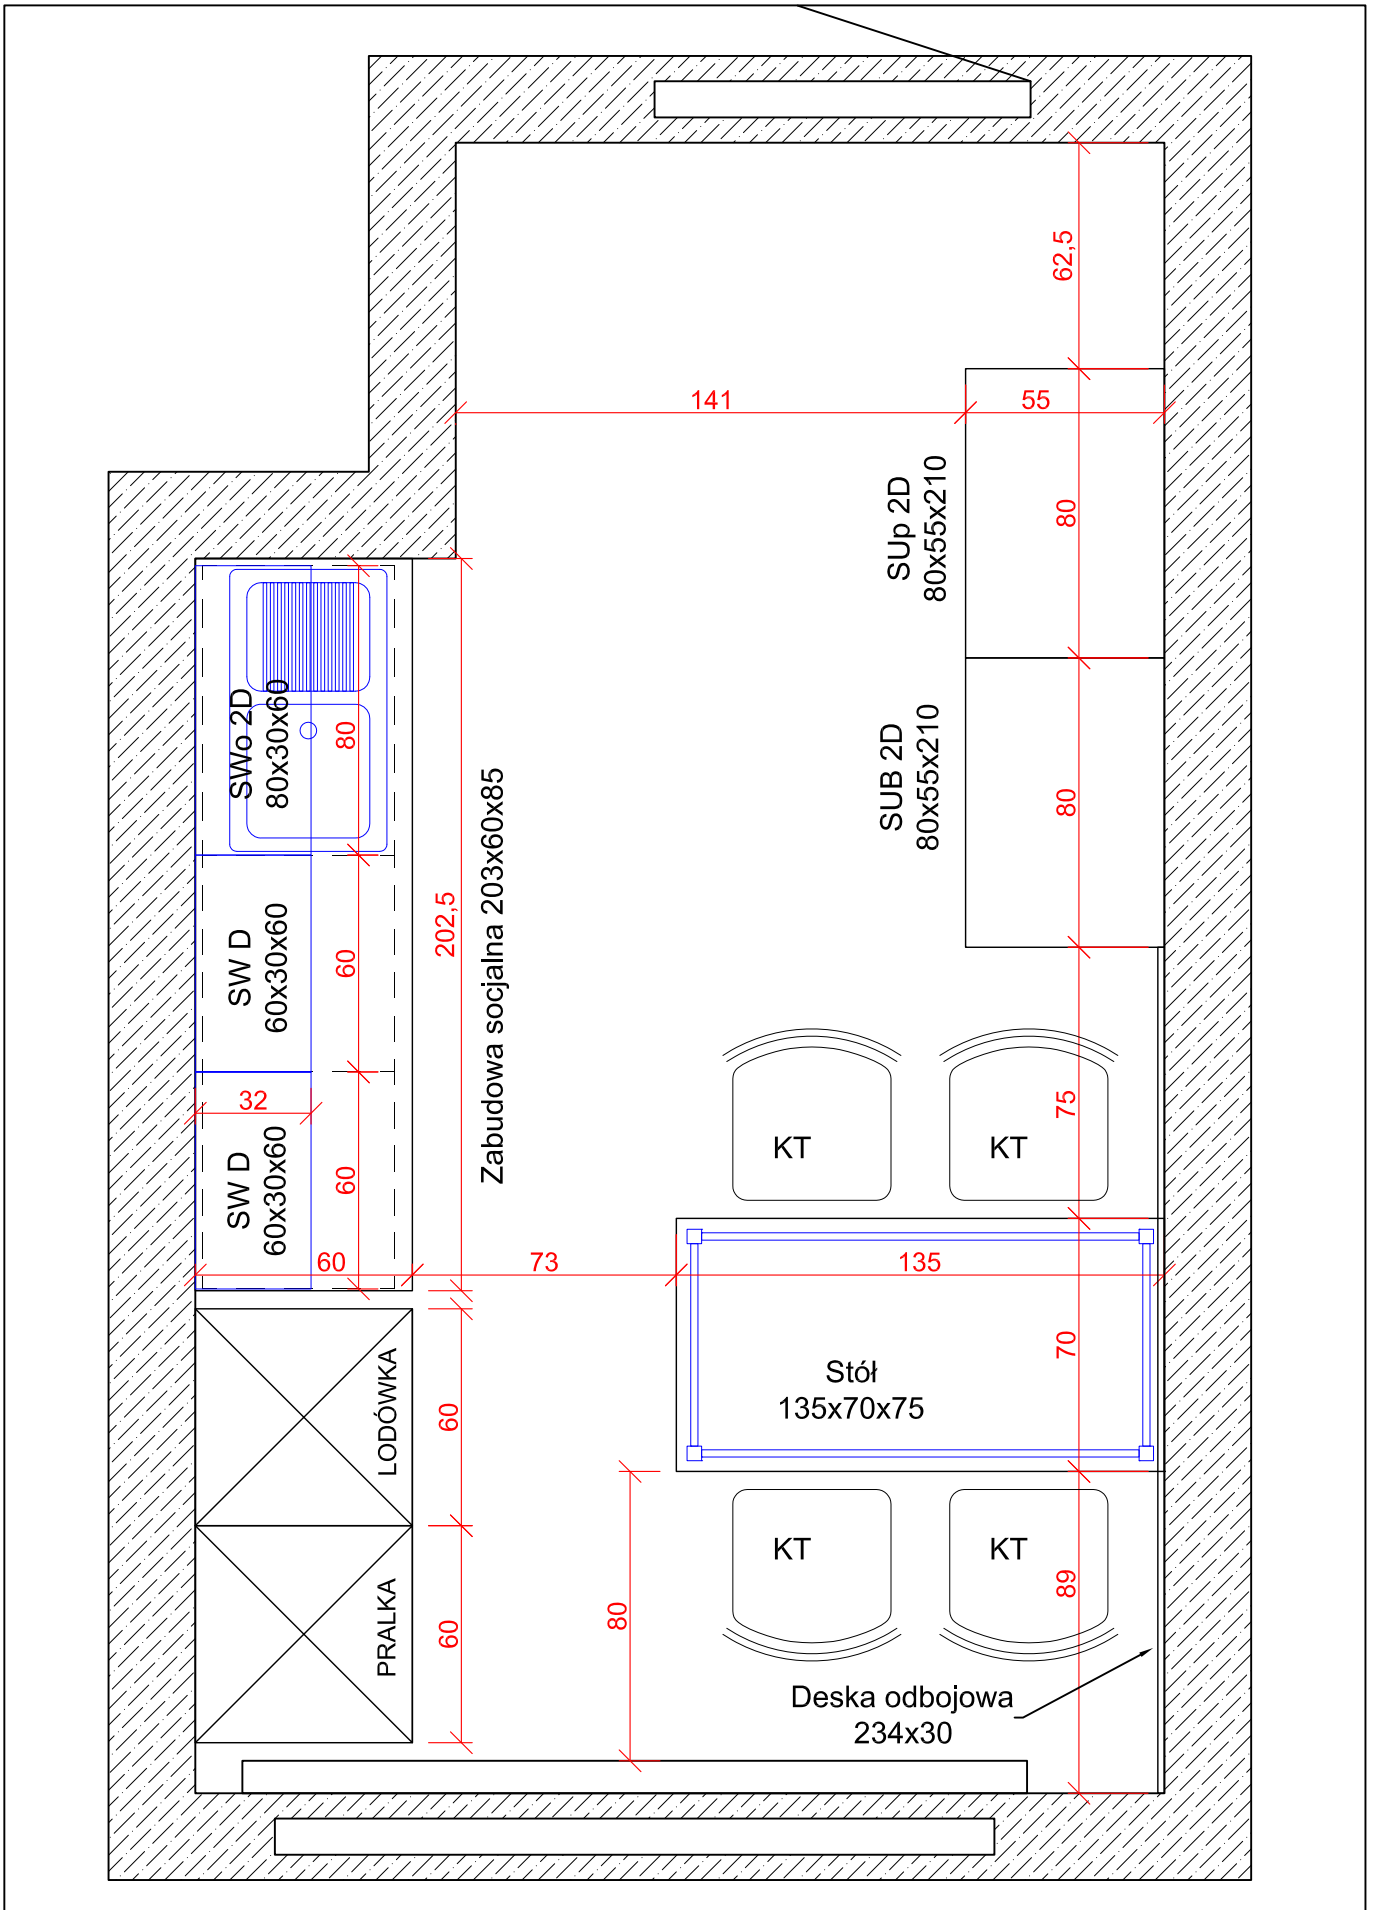 62,5
141
55
SUp 2D
80x55x210
80
SWo 2D
80x30x60
80
SUB 2D
80x55x210
80
Zabudowa socjalna 203x60x85
202,5
SW D
60x30x60
60
75
32
SW D
60x30x60
60
KT
KT
60
73
135
70
Stół
135x70x75
LODÓWKA
60
KT
KT
89
80
PRALKA
60
Deska odbojowa
234x30